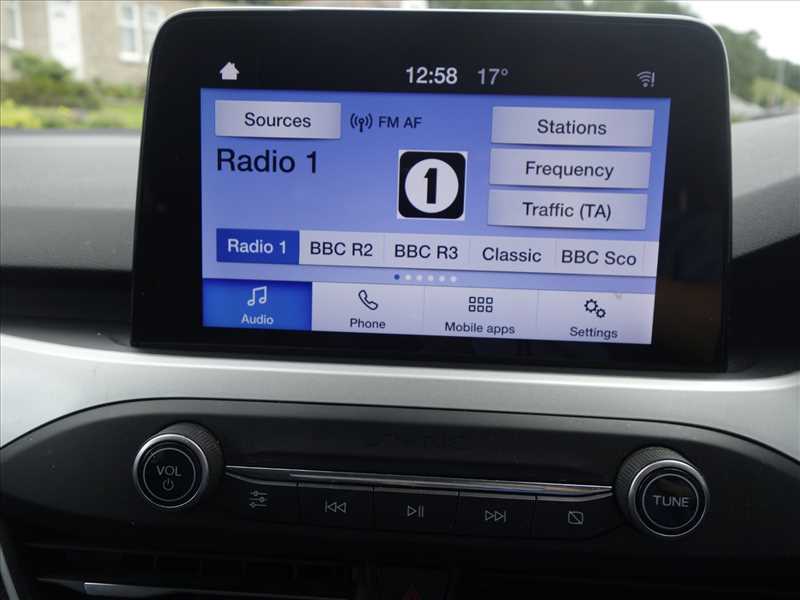 12:58 17°
Sources FM AF Stations
Radio 1 1 Frequency
Traffic (TA)
Radio 1 BBC R2 BBC R3 Classic BBC Sco
Audio Phone Mobile apps Settings
VOL TUNE